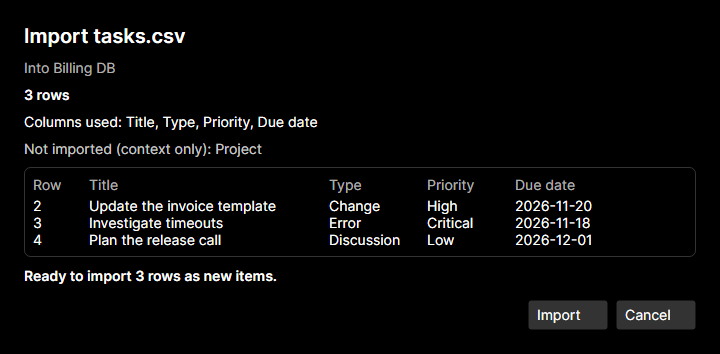 Import tasks.csv
Into Billing DB
3 rows
Columns used: Title, Type, Priority, Due date
Not imported (context only): Project
Row Title Type Priority Due date
2 Update the invoice template Change High 2026-11-20
3 Investigate timeouts Error Critical 2026-11-18
4 Plan the release call Discussion Low 2026-12-01
Ready to import 3 rows as new items.
Import Cancel